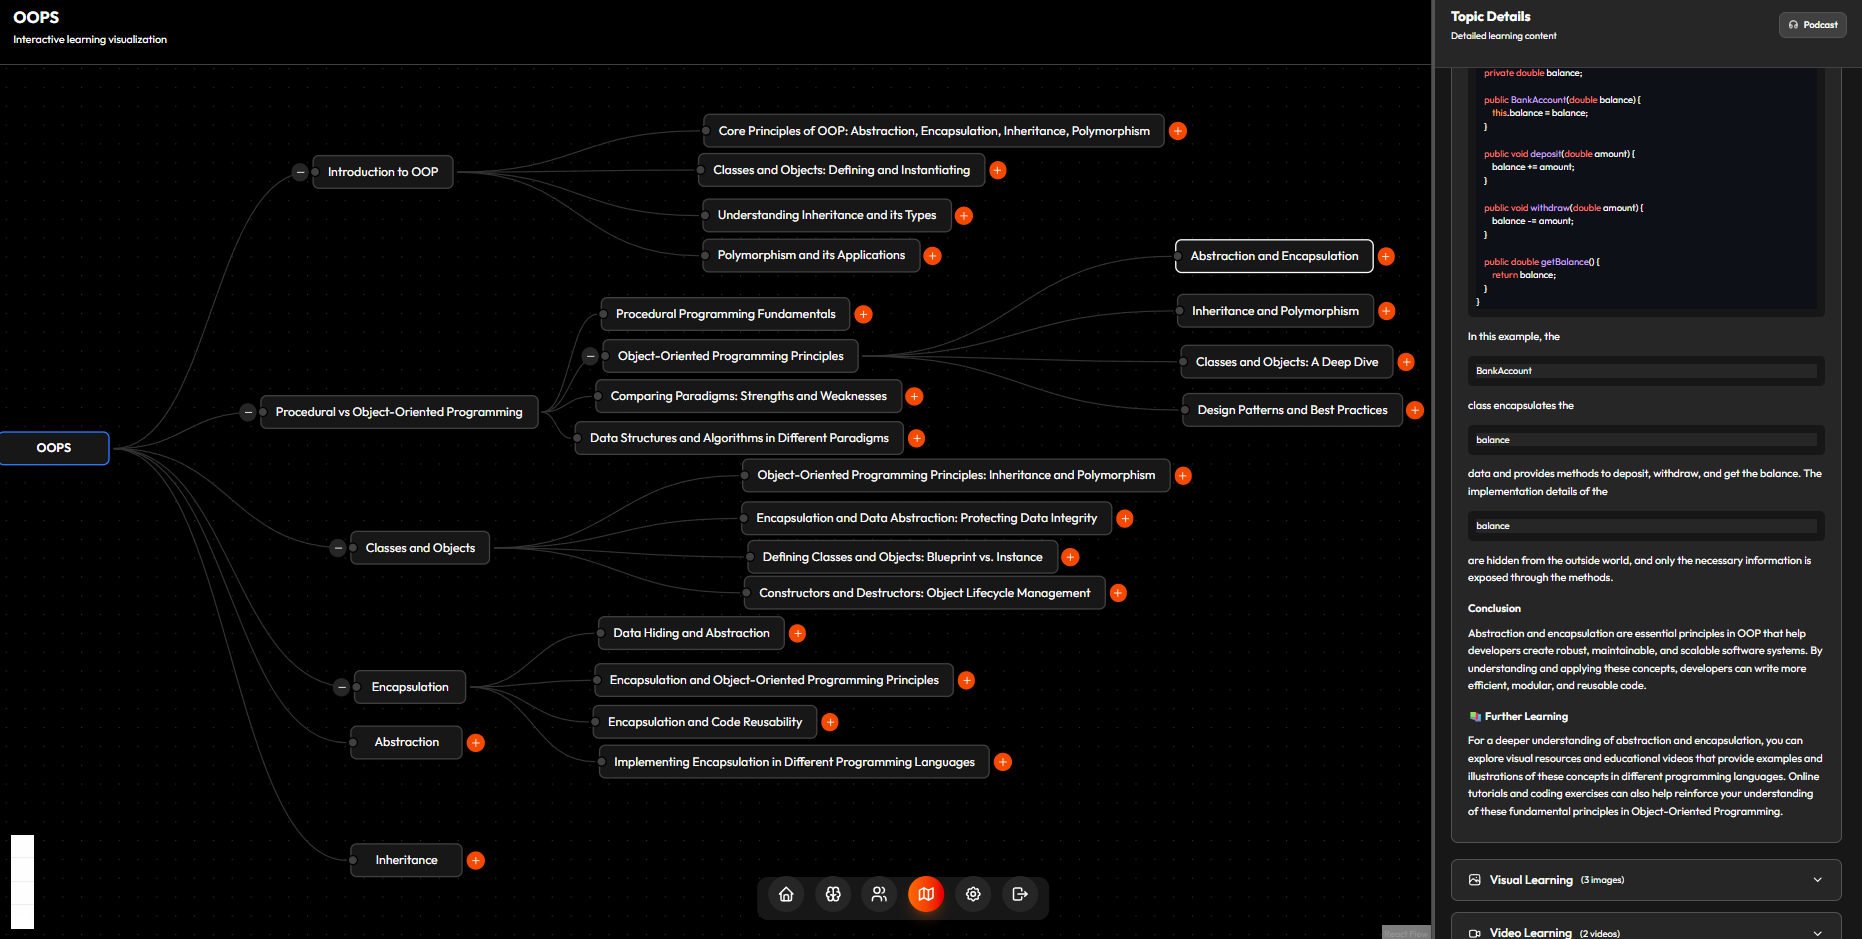 OOPS
Interactive learning visualization
Core Principles of OOP: Abstraction, Encapsulation, Inheritance, Polymorphism
Introduction to OOP
Classes and Objects: Defining and Instantiating
Understanding Inheritance and its Types
Polymorphism and its Applications
Abstraction and Encapsulation
Procedural Programming Fundamentals
Inheritance and Polymorphism
Object-Oriented Programming Principles
Classes and Objects: A Deep Dive
Comparing Paradigms: Strengths and Weaknesses
Procedural vs Object-Oriented Programming
Design Patterns and Best Practices
Data Structures and Algorithms in Different Paradigms
OOPS
Object-Oriented Programming Principles: Inheritance and Polymorphism
Encapsulation and Data Abstraction: Protecting Data Integrity
Classes and Objects
Defining Classes and Objects: Blueprint vs. Instance
Constructors and Destructors: Object Lifecycle Management
Data Hiding and Abstraction
Encapsulation
Encapsulation and Object-Oriented Programming Principles
Encapsulation and Code Reusability
Abstraction
Implementing Encapsulation in Different Programming Languages
Inheritance
React Flow
Topic Details
Detailed learning content
Podcast
private double balance;
public BankAccount(double balance) {
this.balance = balance;
}
public void deposit(double amount) {
balance += amount;
}
public void withdraw(double amount) {
balance -= amount;
}
public double getBalance() {
return balance;
}
}
In this example, the
BankAccount
class encapsulates the
balance
data and provides methods to deposit, withdraw, and get the balance. The
implementation details of the
balance
are hidden from the outside world, and only the necessary information is
exposed through the methods.
Conclusion
Abstraction and encapsulation are essential principles in OOP that help
developers create robust, maintainable, and scalable software systems. By
understanding and applying these concepts, developers can write more
efficient, modular, and reusable code.
Further Learning
For a deeper understanding of abstraction and encapsulation, you can
explore visual resources and educational videos that provide examples and
illustrations of these concepts in different programming languages. Online
tutorials and coding exercises can also help reinforce your understanding
of these fundamental principles in Object-Oriented Programming.
Visual Learning (3 images)
Video Learning (2 videos)